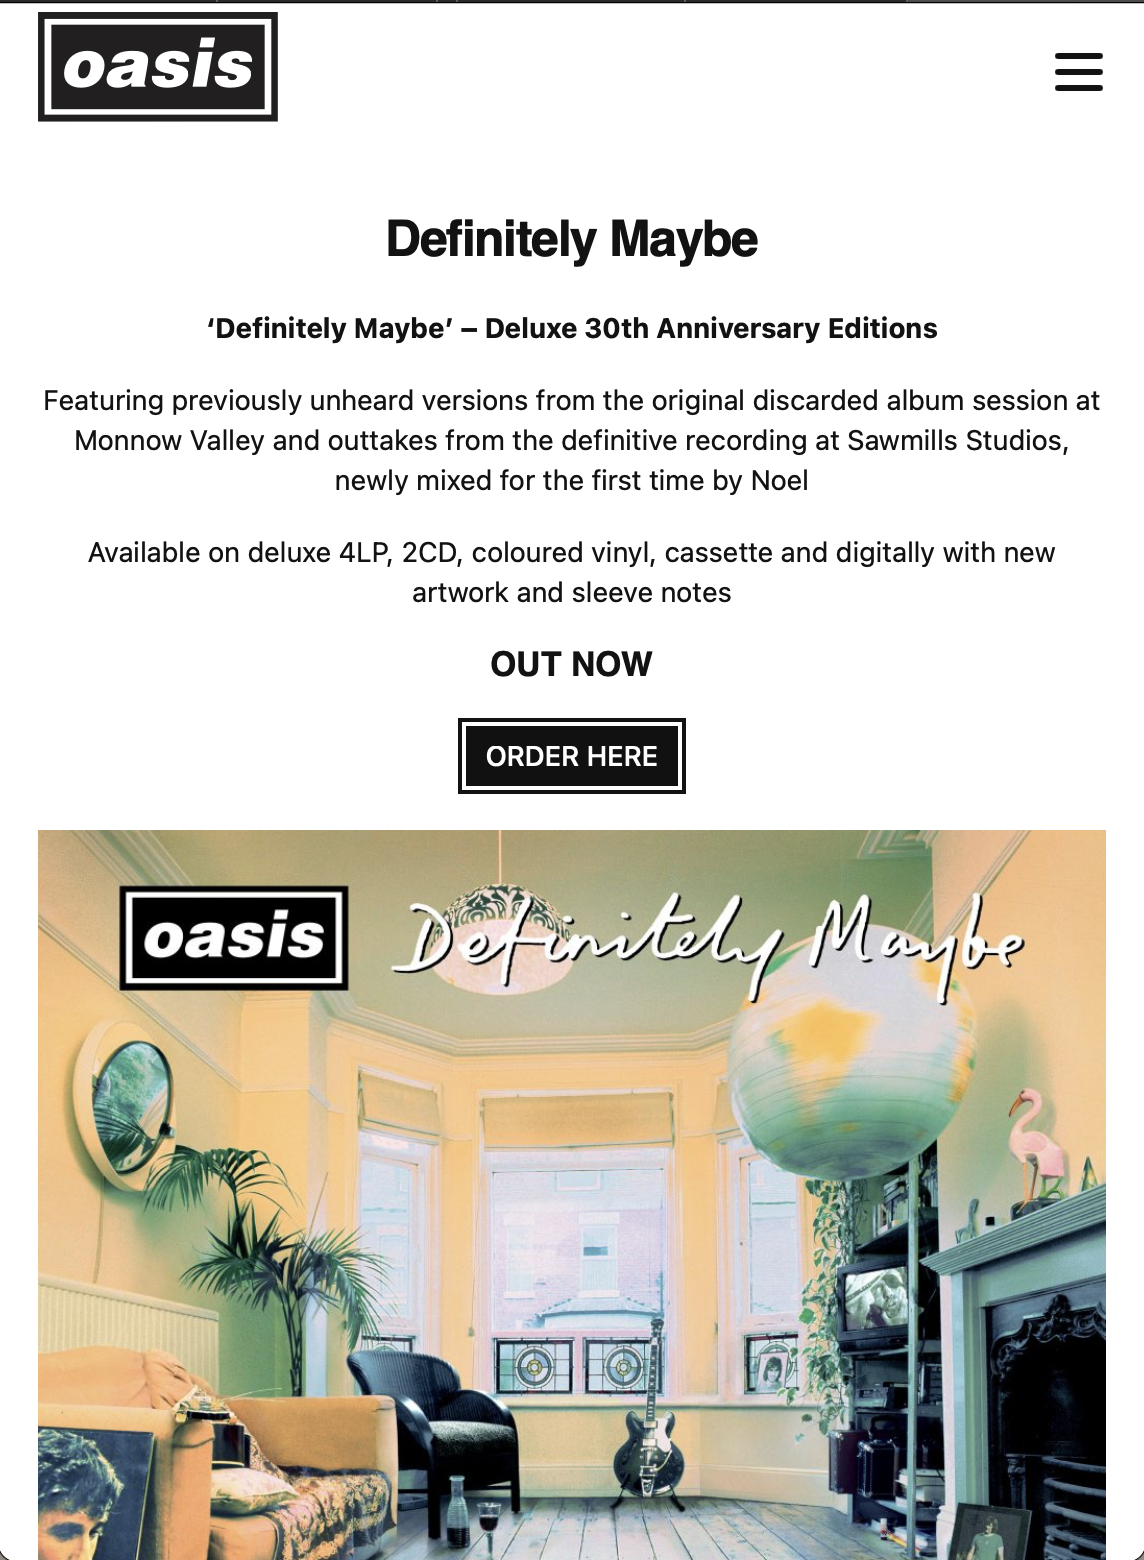 oasis
Definitely Maybe
‘Definitely Maybe’ – Deluxe 30th Anniversary Editions
Featuring previously unheard versions from the original discarded album session at
Monnow Valley and outtakes from the definitive recording at Sawmills Studios,
newly mixed for the first time by Noel
Available on deluxe 4LP, 2CD, coloured vinyl, cassette and digitally with new
artwork and sleeve notes
OUT NOW
ORDER HERE
oasis Definitely Maybe